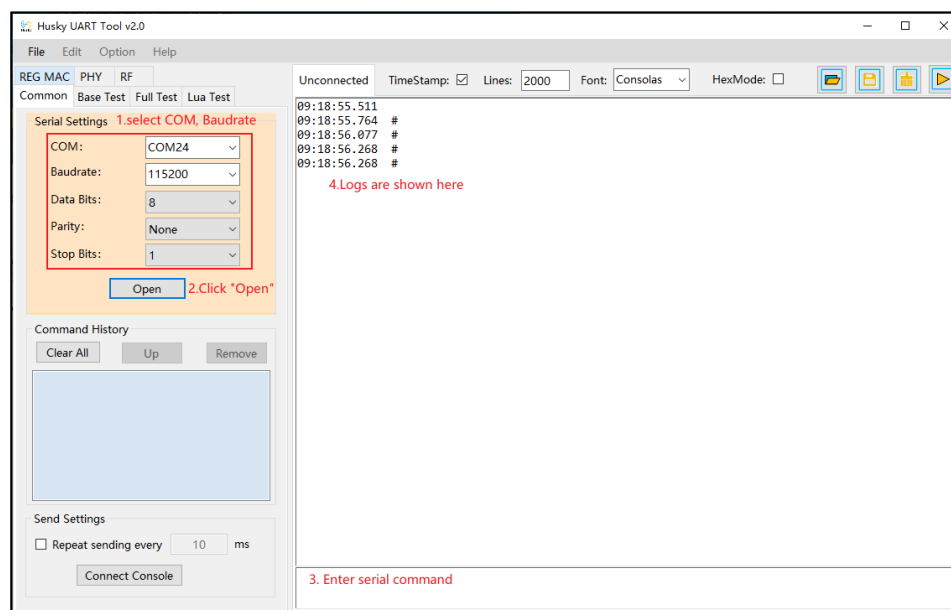 Husky UART Tool v2.0
File Edit Option Help
REG MAC PHY RF
Common Base Test Full Test Lua Test
Serial Settings 1.select COM, Baudrate
COM: COM24
Baudrate: 115200
Data Bits: 8
Parity: None
Stop Bits: 1
Open 2.Click "Open"
Command History
Clear All Up Remove
Send Settings
Repeat sending every 10 ms
Connect Console
Unconnected TimeStamp: Lines: 2000 Font: Consolas HexMode:
09:18:55.511
09:18:55.764 #
09:18:56.077 #
09:18:56.268 #
09:18:56.268 #
4.Logs are shown here
3. Enter serial command